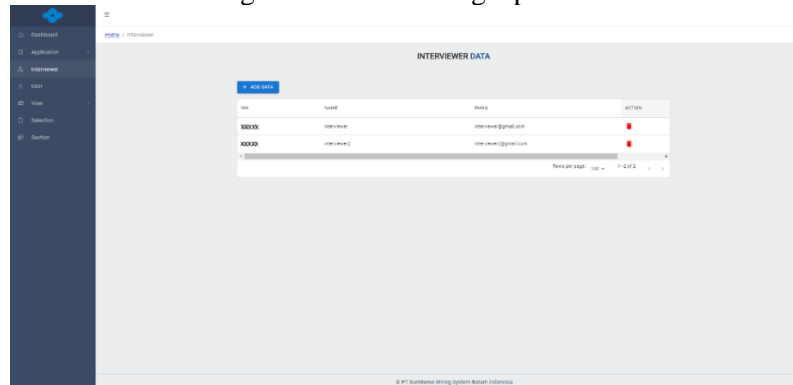 ≡
Dashboard
Home / Interviewer
Application
Interviewer
User
View
Selection
Section
INTERVIEWER DATA
+ ADD DATA
NIK NAME EMAIL ACTION
XXXXX interviewer interviewer@gmail.com
XXXXX interviewer2 interviewer2@gmail.com
Rows per page: 100 1–2 of 2 < >
© PT Sumitomo Wiring System Batam Indonesia